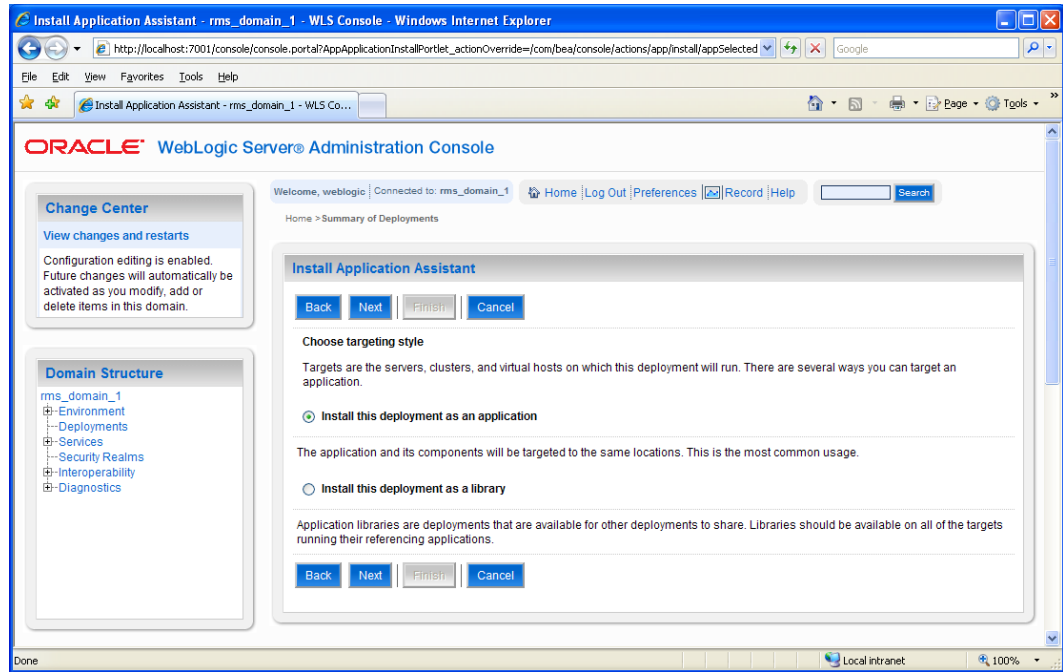 Install Application Assistant - rms_domain_1 - WLS Console - Windows Internet Explorer
http://localhost:7001/console/console.portal?AppApplicationInstallPortlet_actionOverride=/com/bea/console/actions/app/install/appSelected
Google
File Edit View Favorites Tools Help
Install Application Assistant - rms_domain_1 - WLS Co...
Page Tools
ORACLE WebLogic Server® Administration Console
Change Center
View changes and restarts
Configuration editing is enabled.
Future changes will automatically be
activated as you modify, add or
delete items in this domain.
Domain Structure
rms_domain_1
Environment
Deployments
Services
Security Realms
Interoperability
Diagnostics
Welcome, weblogic Connected to: rms_domain_1 Home Log Out Preferences Record Help Search
Home >Summary of Deployments
Install Application Assistant
Back Next Finish Cancel
Choose targeting style
Targets are the servers, clusters, and virtual hosts on which this deployment will run. There are several ways you can target an
application.
Install this deployment as an application
The application and its components will be targeted to the same locations. This is the most common usage.
Install this deployment as a library
Application libraries are deployments that are available for other deployments to share. Libraries should be available on all of the targets
running their referencing applications.
Back Next Finish Cancel
Done Local intranet 100%